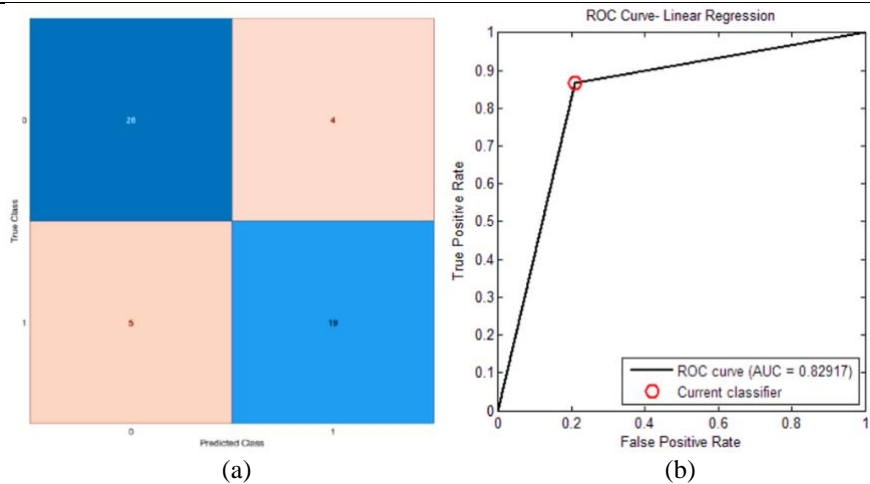 0
26
4
True Class
1
5
19
0
1
Predicted Class
(a)
ROC Curve- Linear Regression
1
0.9
0.8
0.7
0.6
0.5
0.4
0.3
0.2
0.1
0
True Positive Rate
ROC curve (AUC = 0.82917)
Current classifier
0
0.2
0.4
0.6
0.8
1
False Positive Rate
(b)